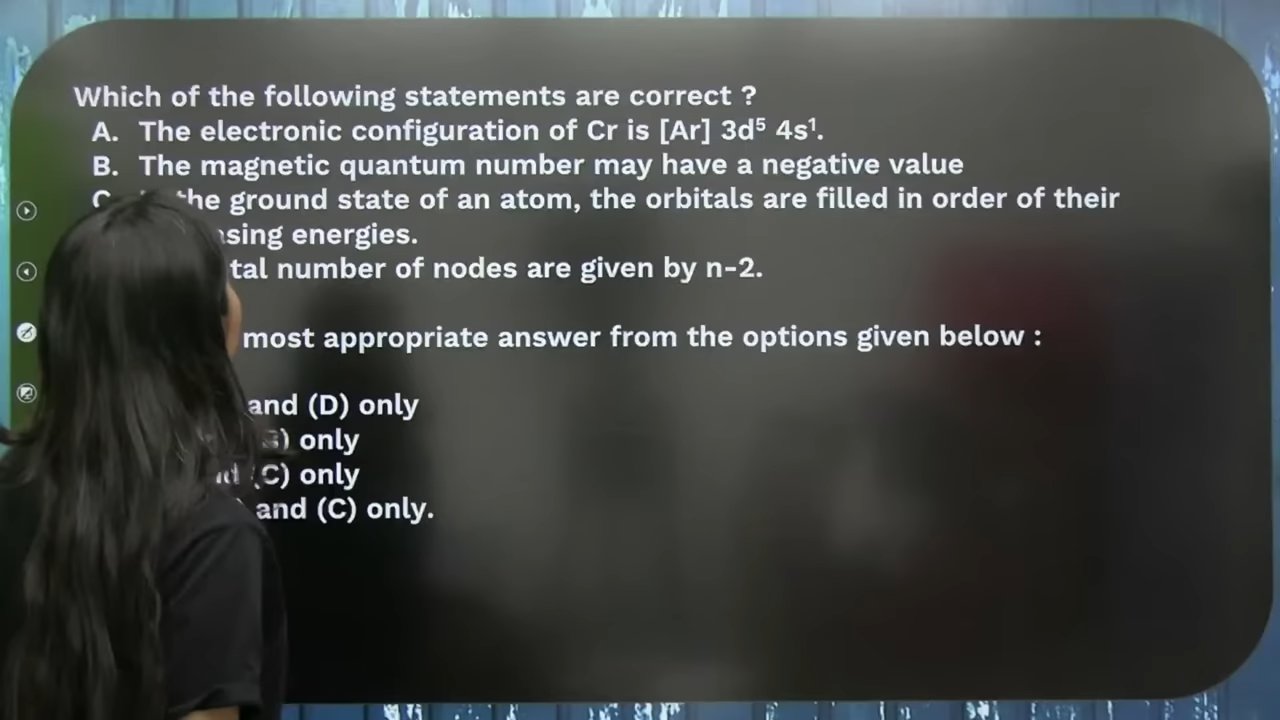 Which of the following statements are correct ?
A. The electronic configuration of Cr is [Ar] 3d⁵ 4s¹.
B. The magnetic quantum number may have a negative value
the ground state of an atom, the orbitals are filled in order of their
energies.
number of nodes are given by n-2.
most appropriate answer from the options given below :
and (D) only
only
(C) only
and (C) only.